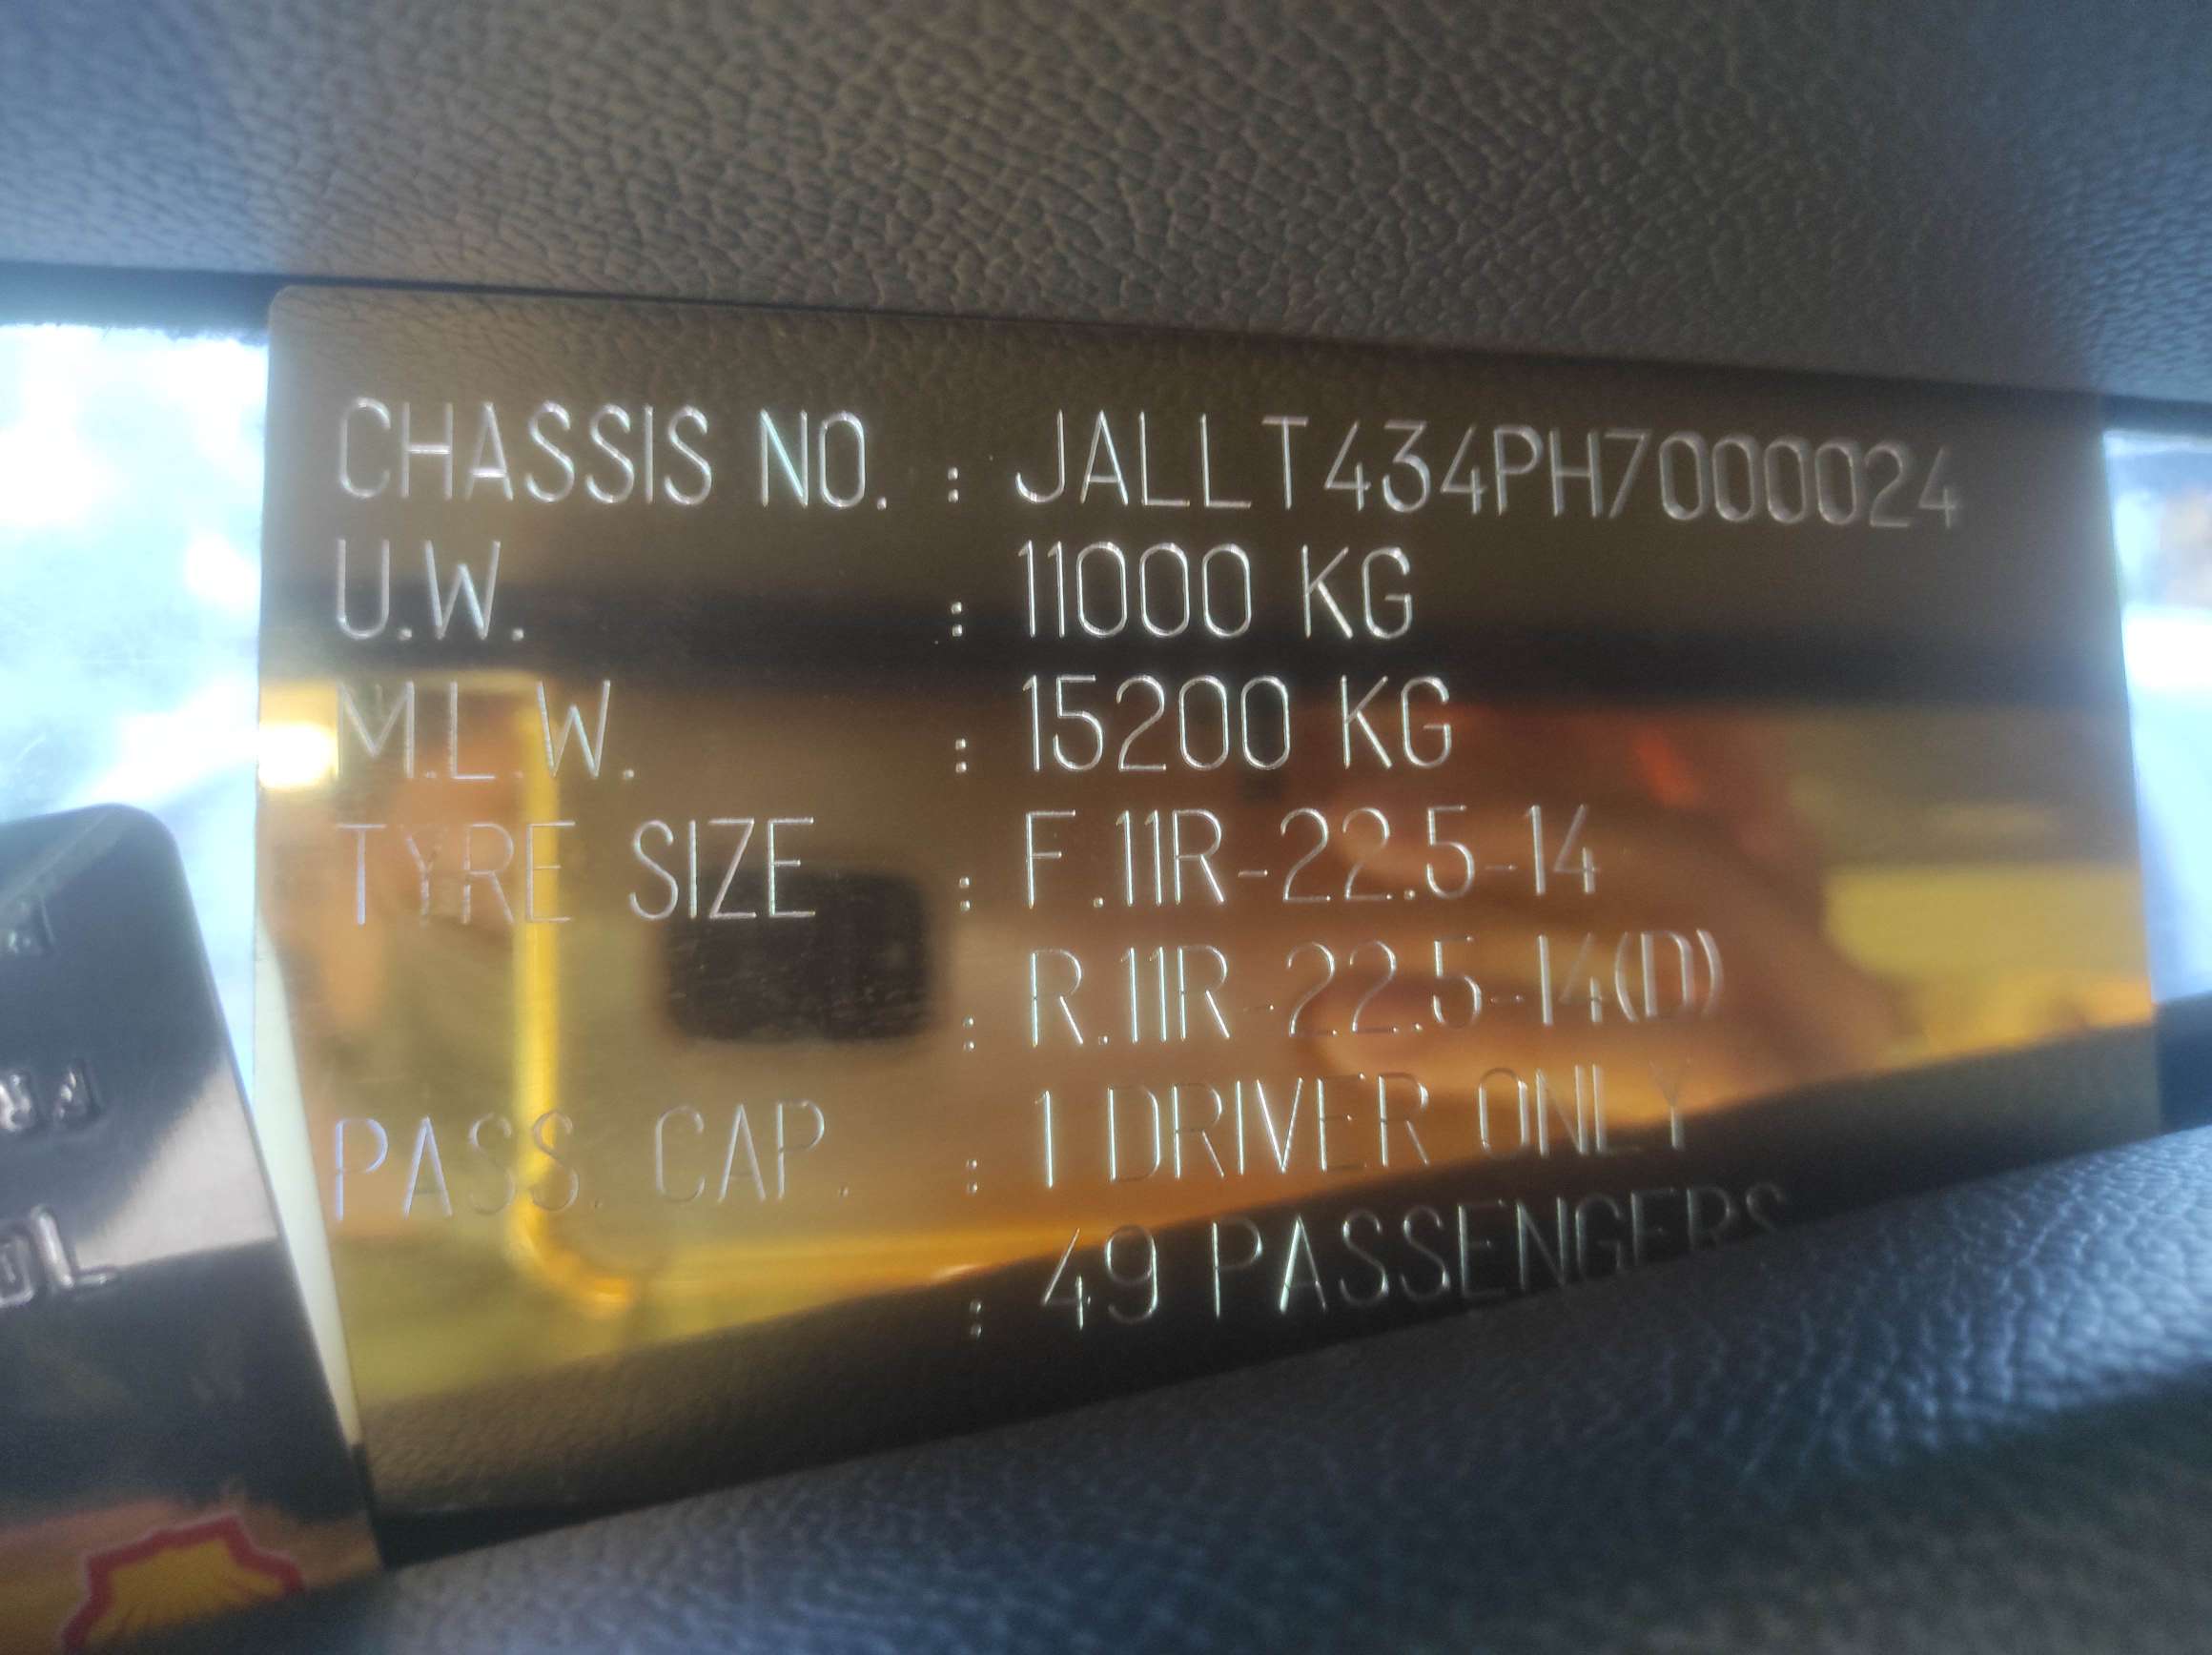 CHASSIS NO. : JALLT434PH7000024
U.W. : 11000 KG
M.L.W. : 15200 KG
TYRE SIZE : F.11R-22.5-14
: R.11R-22.5-14(D)
PASS. CAP. : 1 DRIVER ONLY
: 49 PASSENGERS